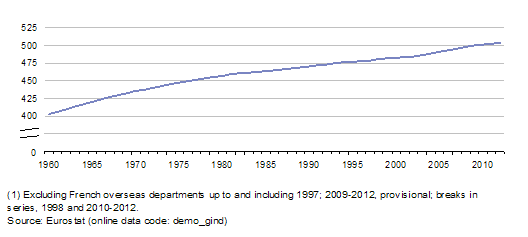 525
500
475
450
425
400
0
1960 1965 1970 1975 1980 1985 1990 1995 2000 2005 2010
(1) Excluding French overseas departments up to and including 1997; 2009-2012, provisional; breaks in
series, 1998 and 2010-2012.
Source: Eurostat (online data code: demo_gind)